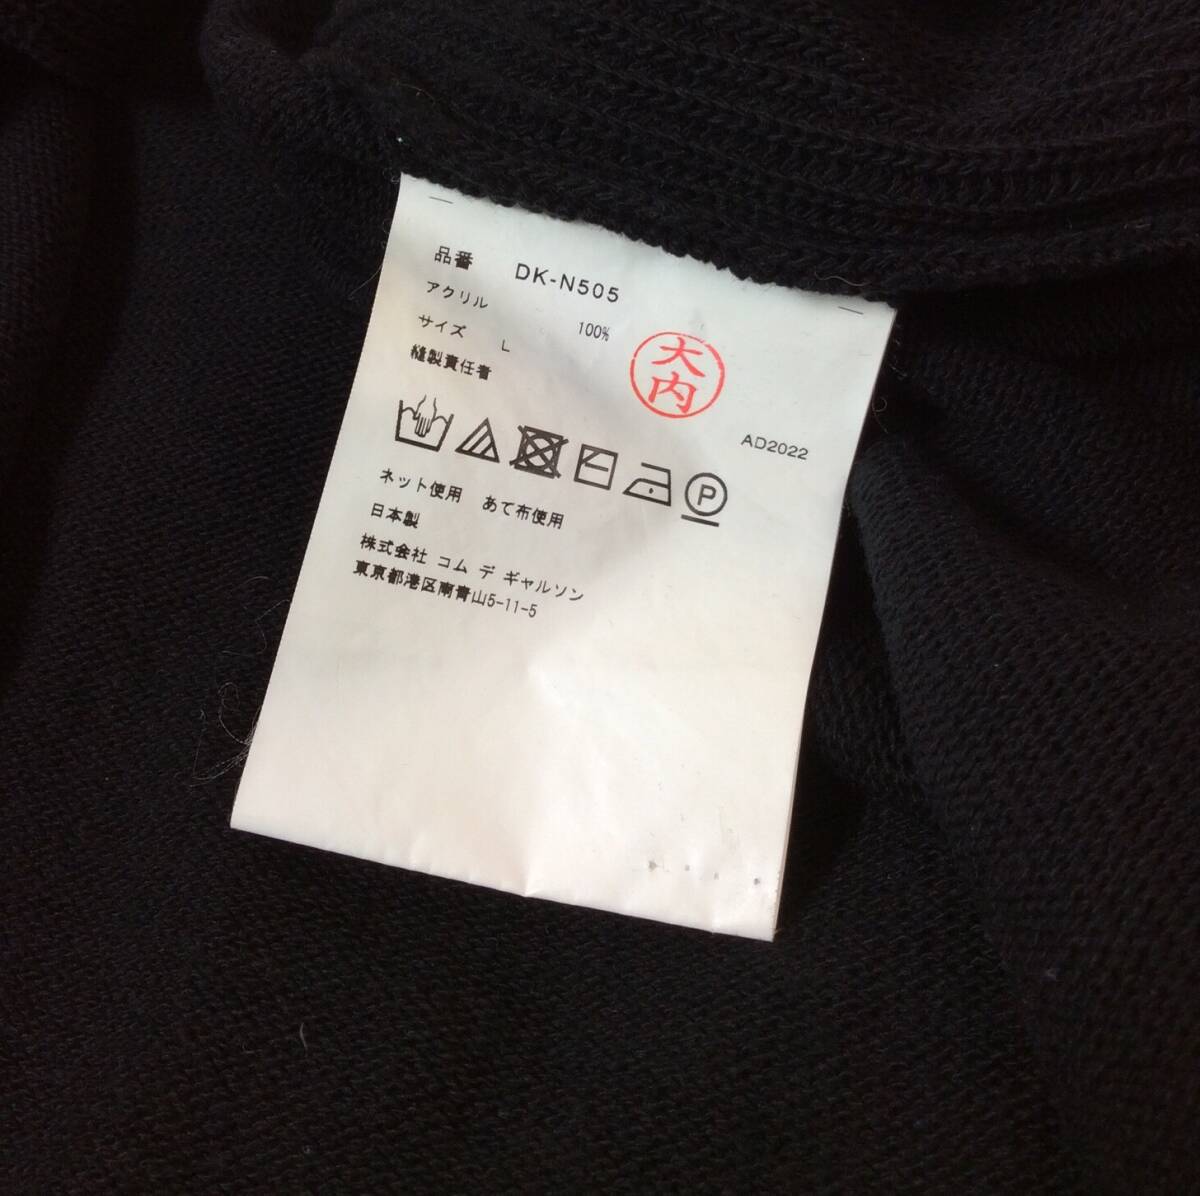 品番 DK-N505
アクリル 100%
サイズ L
縫製責任者
大内
AD2022
P
ネット使用 あて布使用
日本製
株式会社 コム デ ギャルソン
東京都港区南青山5-11-5